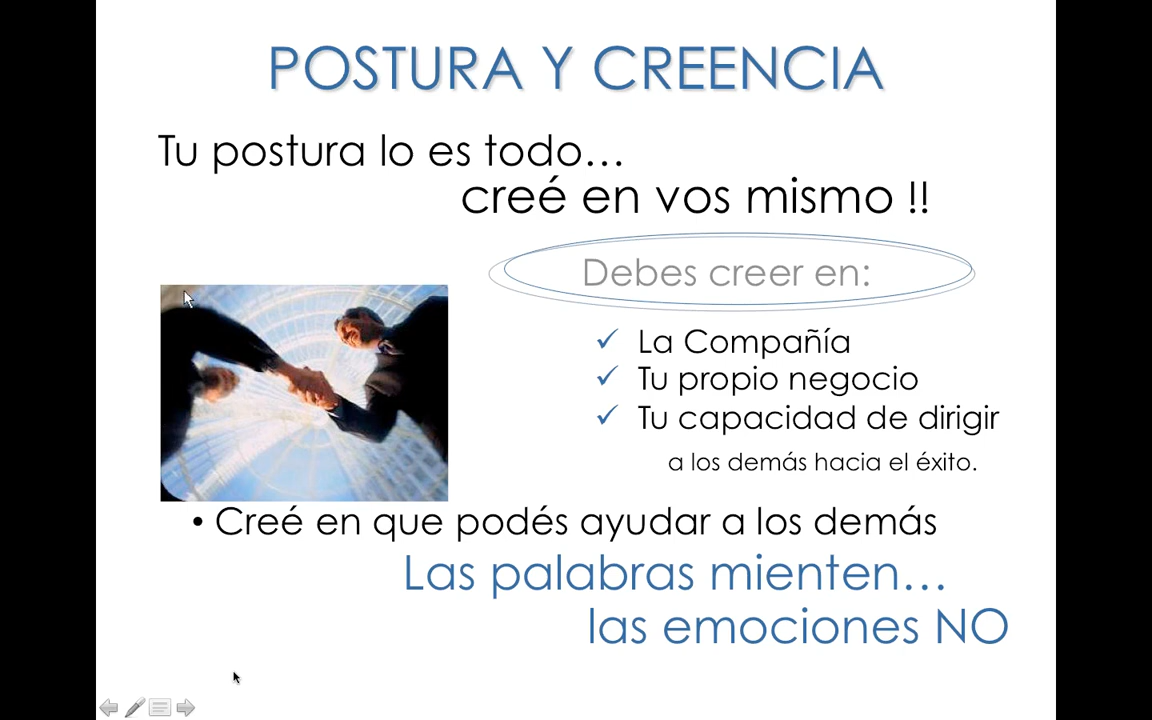 POSTURA Y CREENCIA
Tu postura lo es todo…
creé en vos mismo !!
Debes creer en:
✓ La Compañía
✓ Tu propio negocio
✓ Tu capacidad de dirigir
a los demás hacia el éxito.
• Creé en que podés ayudar a los demás
Las palabras mienten…
las emociones NO